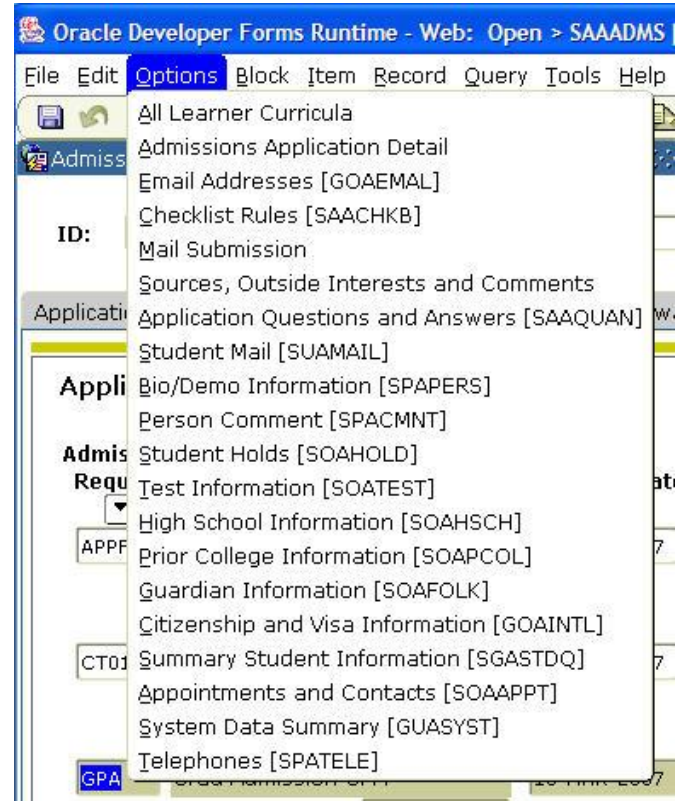 Oracle Developer Forms Runtime - Web: Open > SAAADMS
File Edit Options Block Item Record Query Tools Help
All Learner Curricula
Admissions Application Detail
Email Addresses [GOAEMAL]
Checklist Rules [SAACHKB]
ID:
Mail Submission
Sources, Outside Interests and Comments
Application Questions and Answers [SAAQUAN]
Student Mail [SUAMAIL]
Bio/Demo Information [SPAPERS]
Person Comment [SPACMNT]
Student Holds [SOAHOLD]
Test Information [SOATEST]
High School Information [SOAHSCH]
Prior College Information [SOAPCOL]
Guardian Information [SOAFOLK]
Citizenship and Visa Information [GOAINTL]
CT01 Summary Student Information [SGASTDQ]
Appointments and Contacts [SOAAPPT]
System Data Summary [GUASYST]
Telephones [SPATELE]
GPA